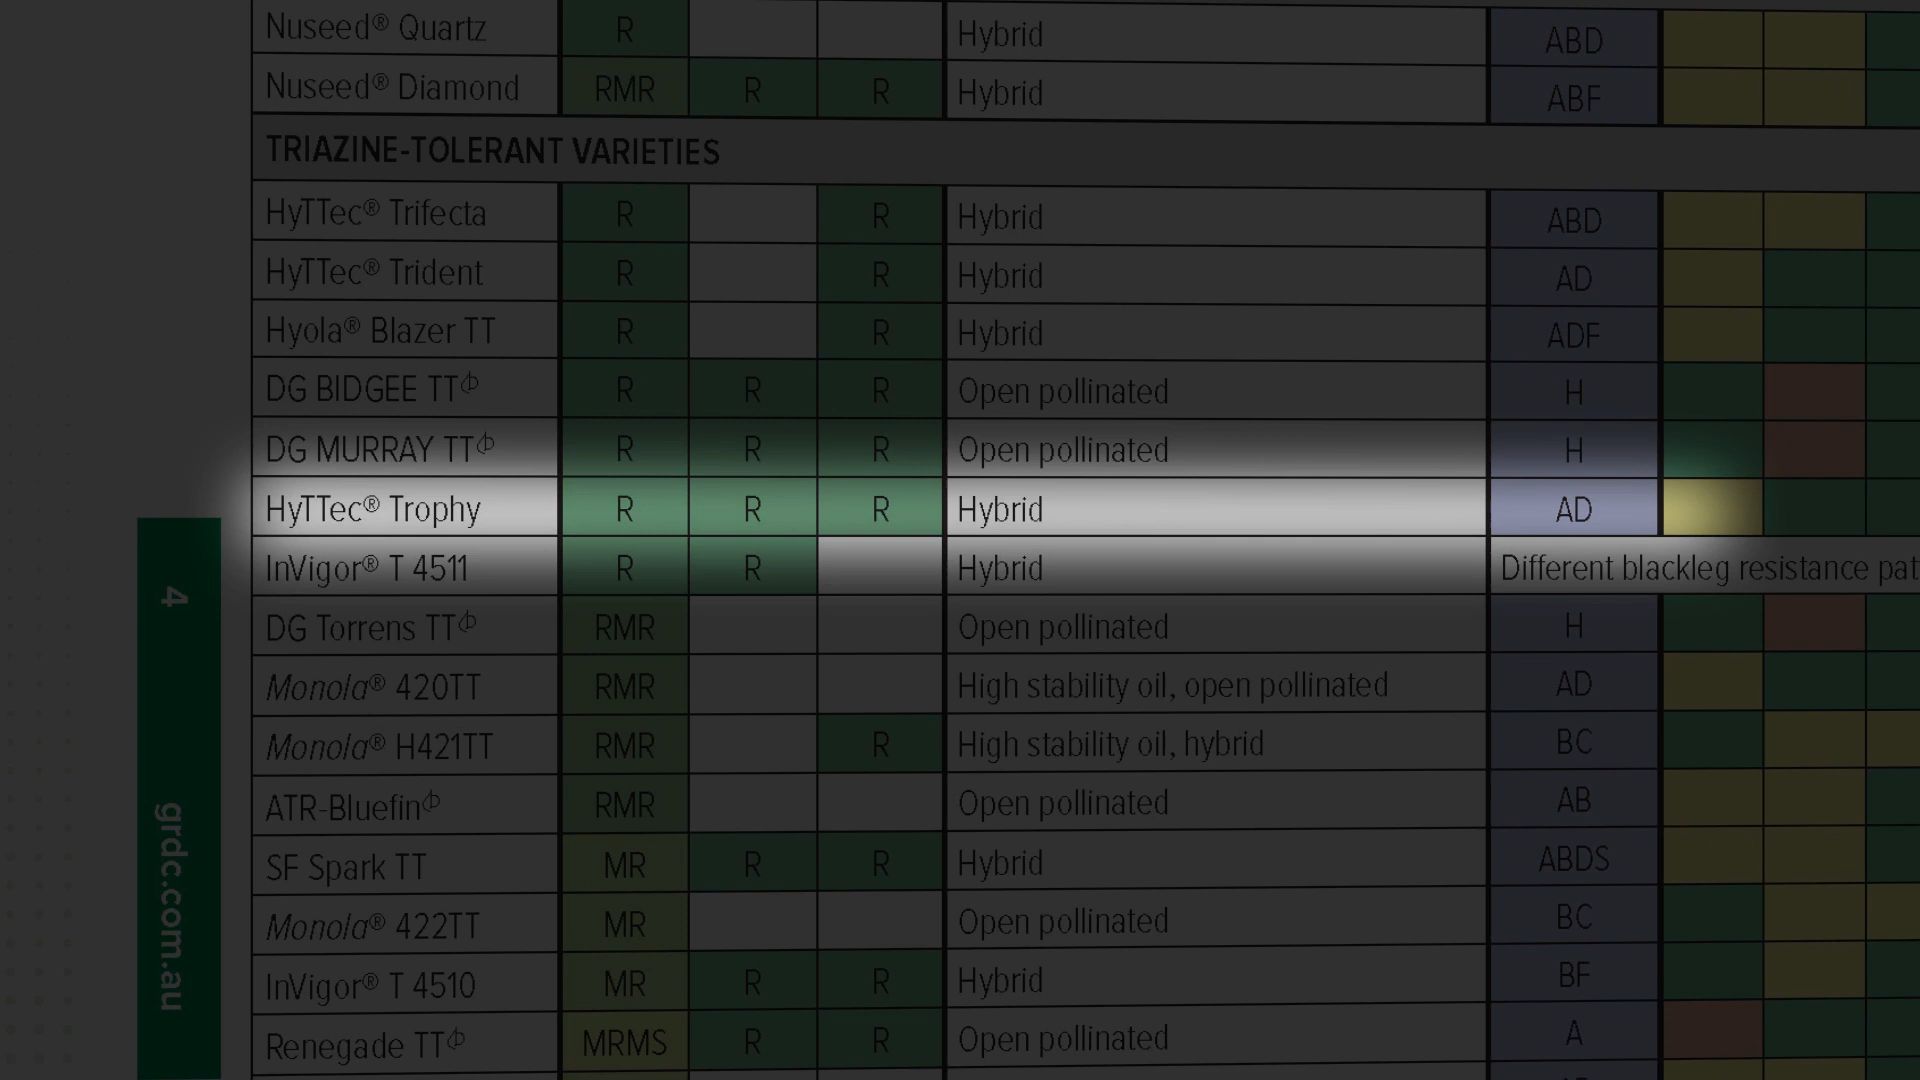 Nuseed® Quartz R Hybrid ABD
Nuseed® Diamond RMR R R Hybrid ABF
TRIAZINE-TOLERANT VARIETIES
HyTTec® Trifecta R R Hybrid ABD
HyTTec® Trident R R Hybrid AD
Hyola® Blazer TT R R Hybrid ADF
DG BIDGEE TT R R R Open pollinated H
DG MURRAY TT R R R Open pollinated H
HyTTec® Trophy R R R Hybrid AD
InVigor® T 4511 R R Hybrid Different blackleg resistance pat
DG Torrens TT RMR Open pollinated H
Monola® 420TT RMR High stability oil, open pollinated AD
Monola® H421TT RMR R High stability oil, hybrid BC
ATR-Bluefin RMR Open pollinated AB
SF Spark TT MR R R Hybrid ABDS
Monola® 422TT MR Open pollinated BC
InVigor® T 4510 MR R R Hybrid BF
Renegade TT MRMS R R Open pollinated A
4
grdc.com.au